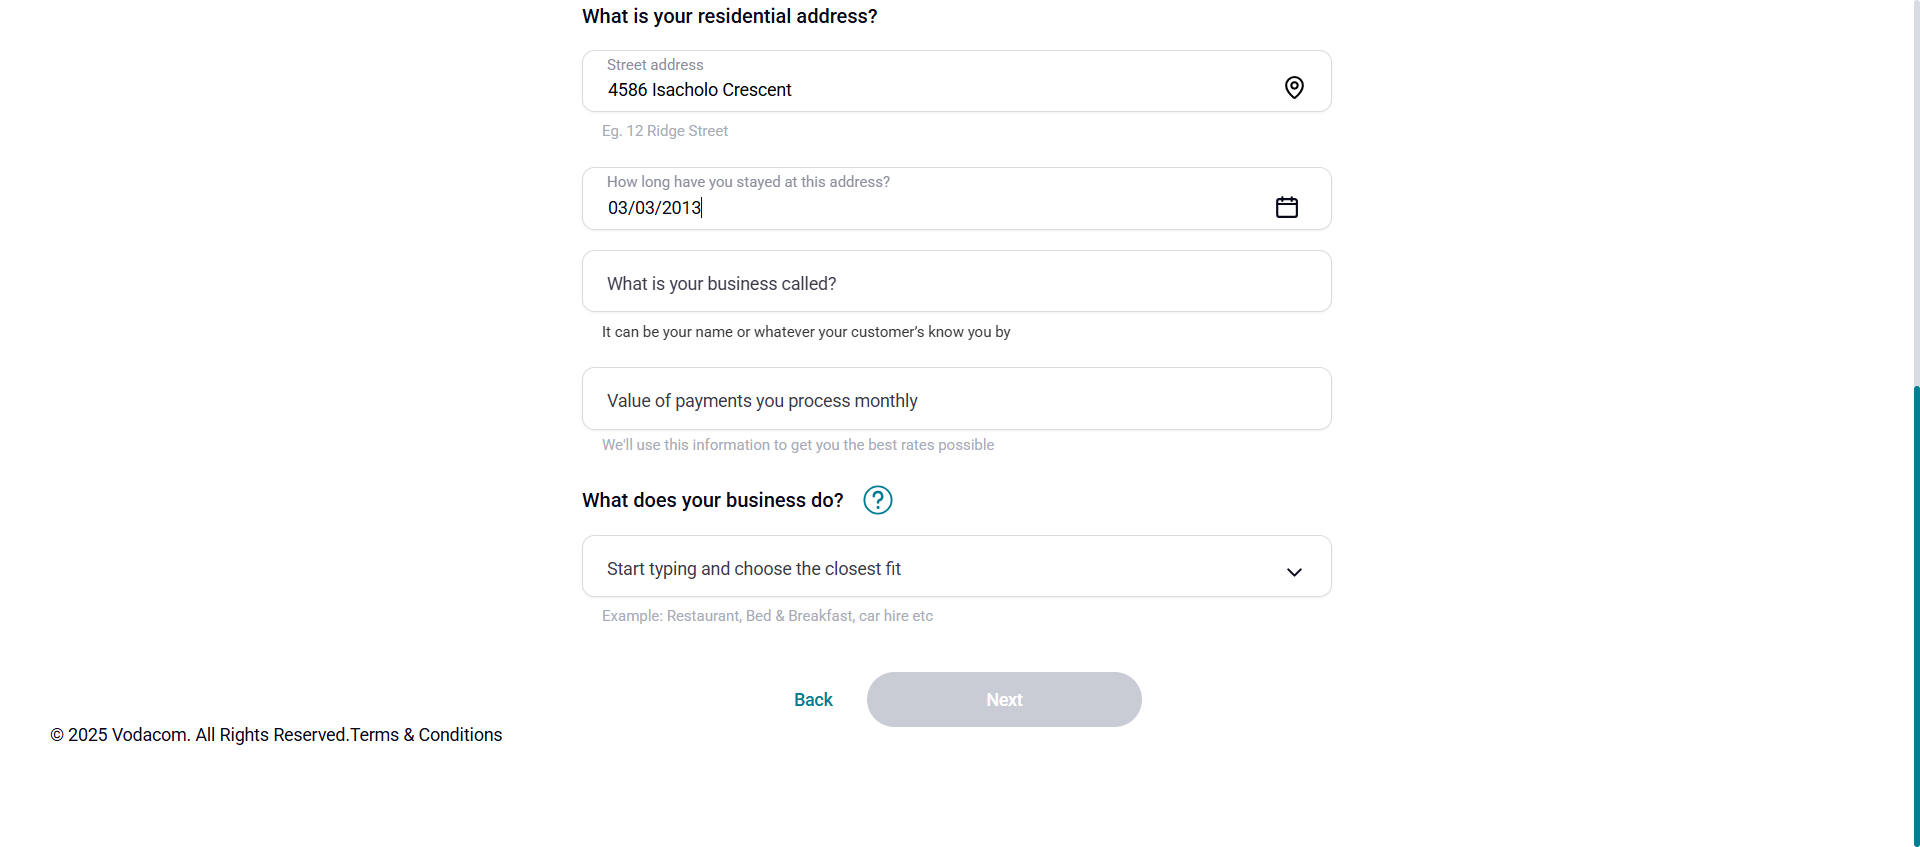 What is your residential address?
Street address
4586 Isacholo Crescent
Eg. 12 Ridge Street
How long have you stayed at this address?
03/03/2013
What is your business called?
It can be your name or whatever your customer’s know you by
Value of payments you process monthly
We'll use this information to get you the best rates possible
What does your business do?
Start typing and choose the closest fit
Example: Restaurant, Bed & Breakfast, car hire etc
Back Next
© 2025 Vodacom. All Rights Reserved.Terms & Conditions